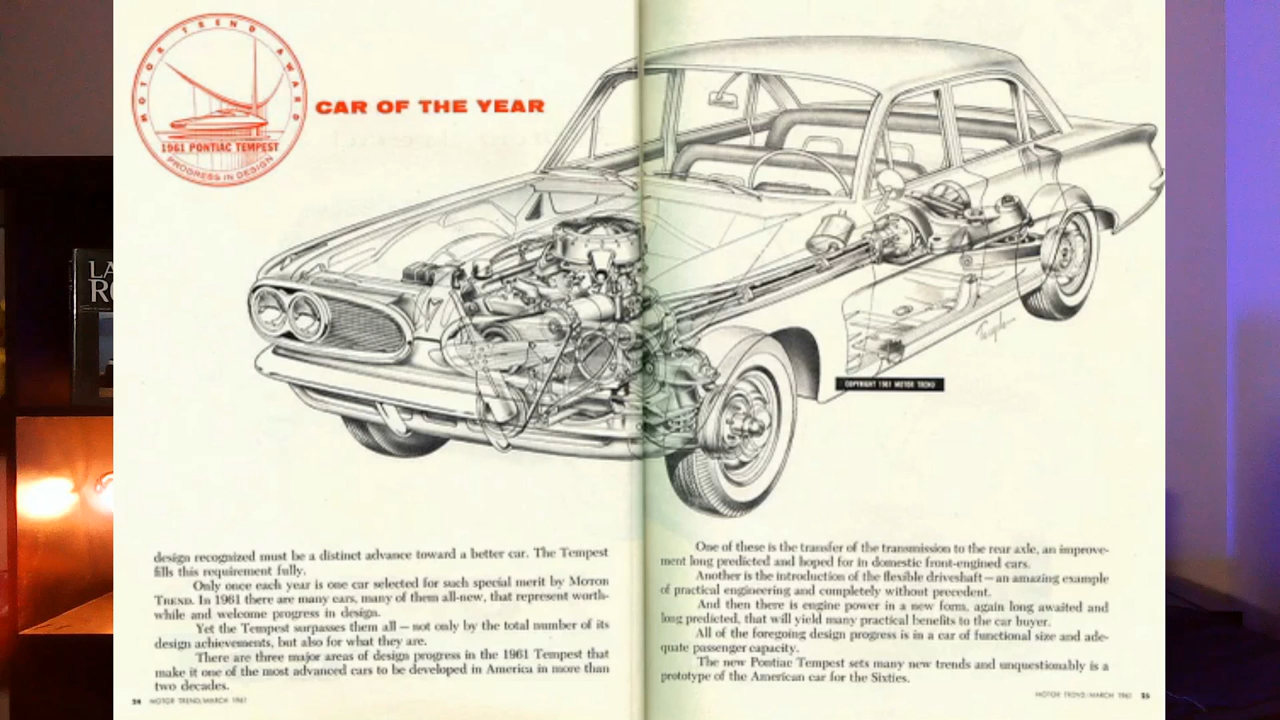 MOTOR TREND AWARD
1961 PONTIAC TEMPEST
PROGRESS IN DESIGN
CAR OF THE YEAR
LA
R
COPYRIGHT 1961 MOTOR TREND
design recognized must be a distinct advance toward a better car. The Tempest
fills this requirement fully.
Only once each year is one car selected for such special merit by MOTOR
TREND. In 1961 there are many cars, many of them all-new, that represent worth-
while and welcome progress in design.
Yet the Tempest surpasses them all — not only by the total number of its
design achievements, but also for what they are.
There are three major areas of design progress in the 1961 Tempest that
make it one of the most advanced cars to be developed in America in more than
two decades.
24 MOTOR TREND/MARCH 1961
One of these is the transfer of the transmission to the rear axle, an improve-
ment long predicted and hoped for in domestic front-engined cars.
Another is the introduction of the flexible driveshaft — an amazing example
of practical engineering and completely without precedent.
And then there is engine power in a new form, again long awaited and
long predicted, that will yield many practical benefits to the car buyer.
All of the foregoing design progress is in a car of functional size and ade-
quate passenger capacity.
The new Pontiac Tempest sets many new trends and unquestionably is a
prototype of the American car for the Sixties.
MOTOR TREND/MARCH 1961 25